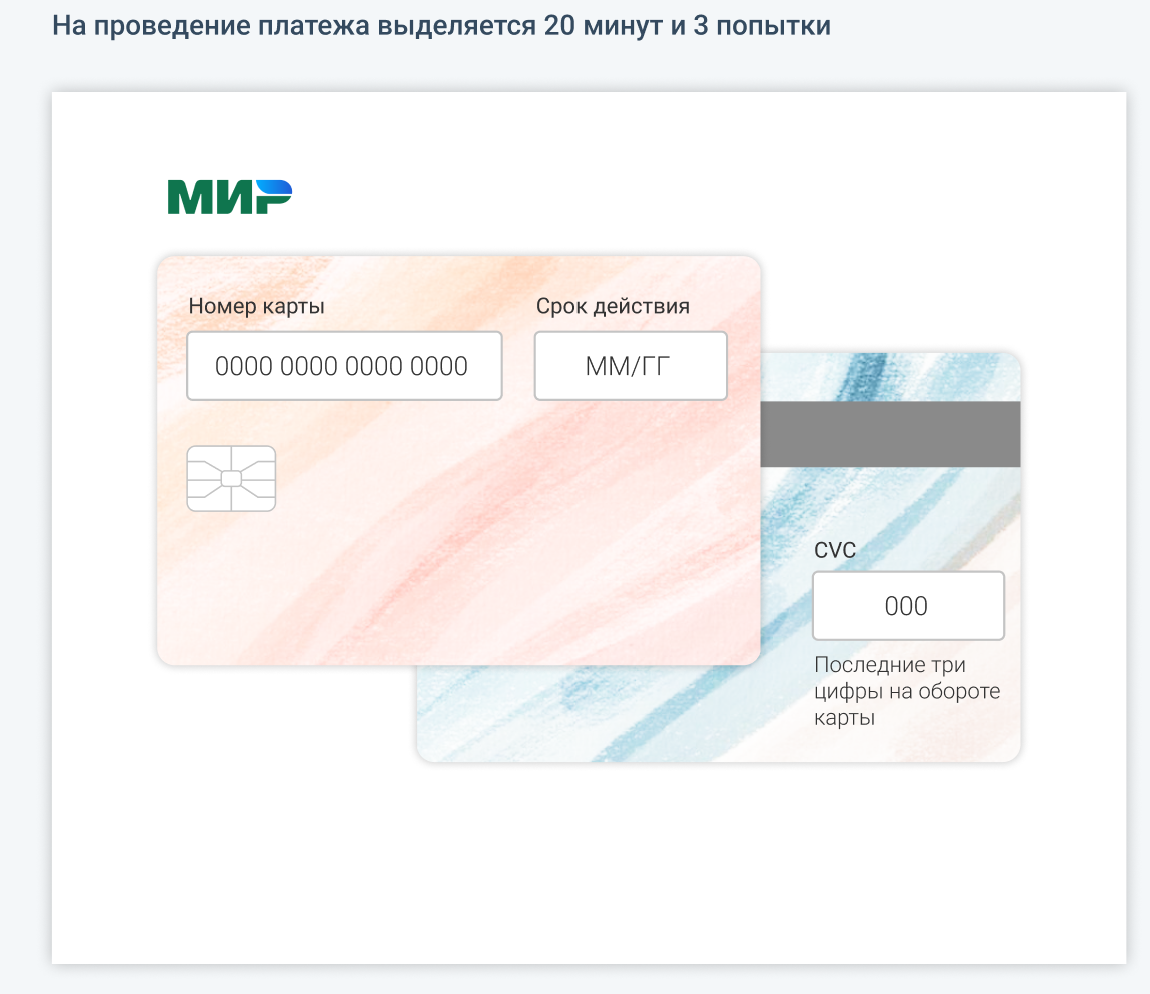 На проведение платежа выделяется 20 минут и 3 попытки
МИР
Номер карты
0000 0000 0000 0000
Срок действия
ММ/ГГ
CVC
000
Последние три
цифры на обороте
карты